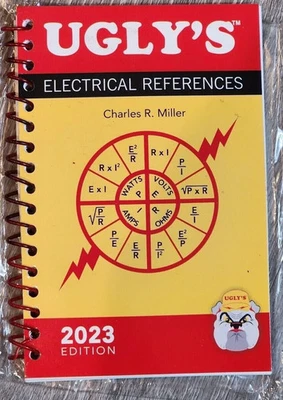 UGLY'S™
ELECTRICAL REFERENCES
Charles R. Miller
E²/R
R x I
R x I²
P/I
E x I
WATTS
VOLTS
√P x R
P
E
I
R
√P/R
AMPS
OHMS
E/I
P/E
E/R
P/I²
E²/P
UGLY'S
2023
EDITION